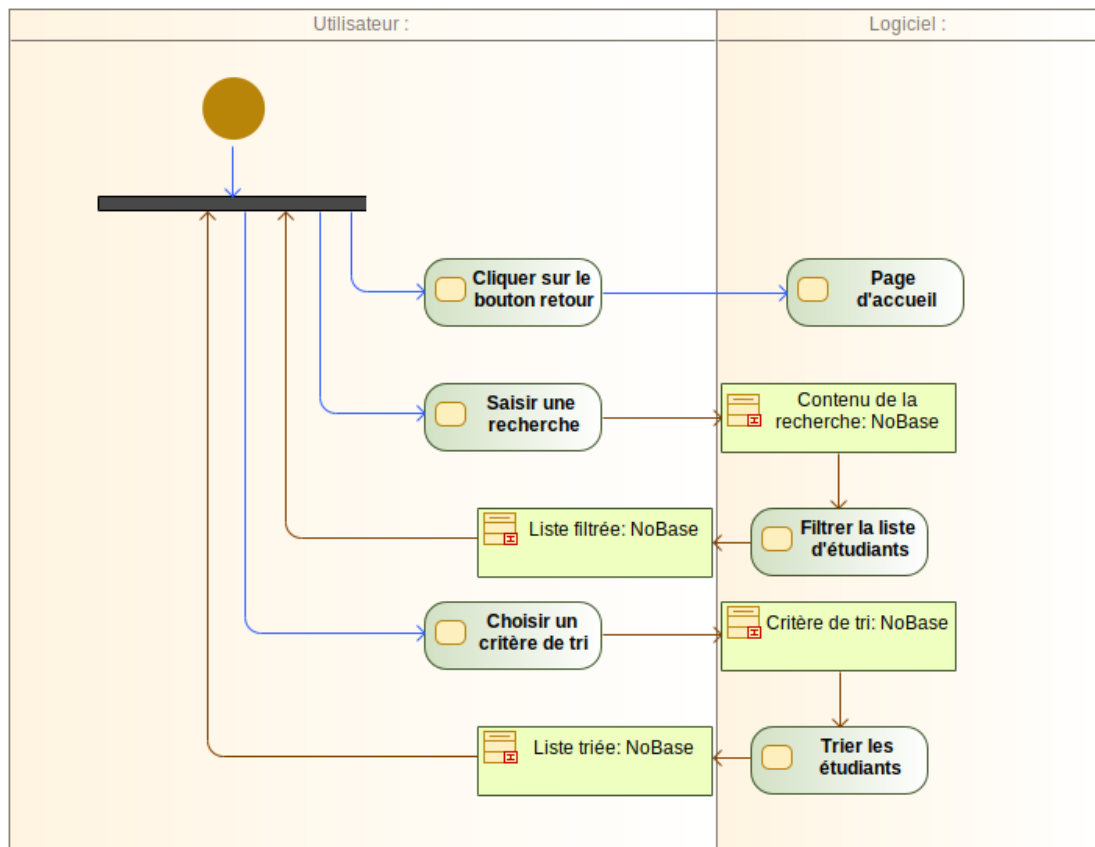 Utilisateur :
Logiciel :
Cliquer sur le
bouton retour
Page
d'accueil
Saisir une
recherche
Contenu de la
recherche: NoBase
Liste filtrée: NoBase
Filtrer la liste
d'étudiants
Choisir un
critère de tri
Critère de tri: NoBase
Liste triée: NoBase
Trier les
étudiants